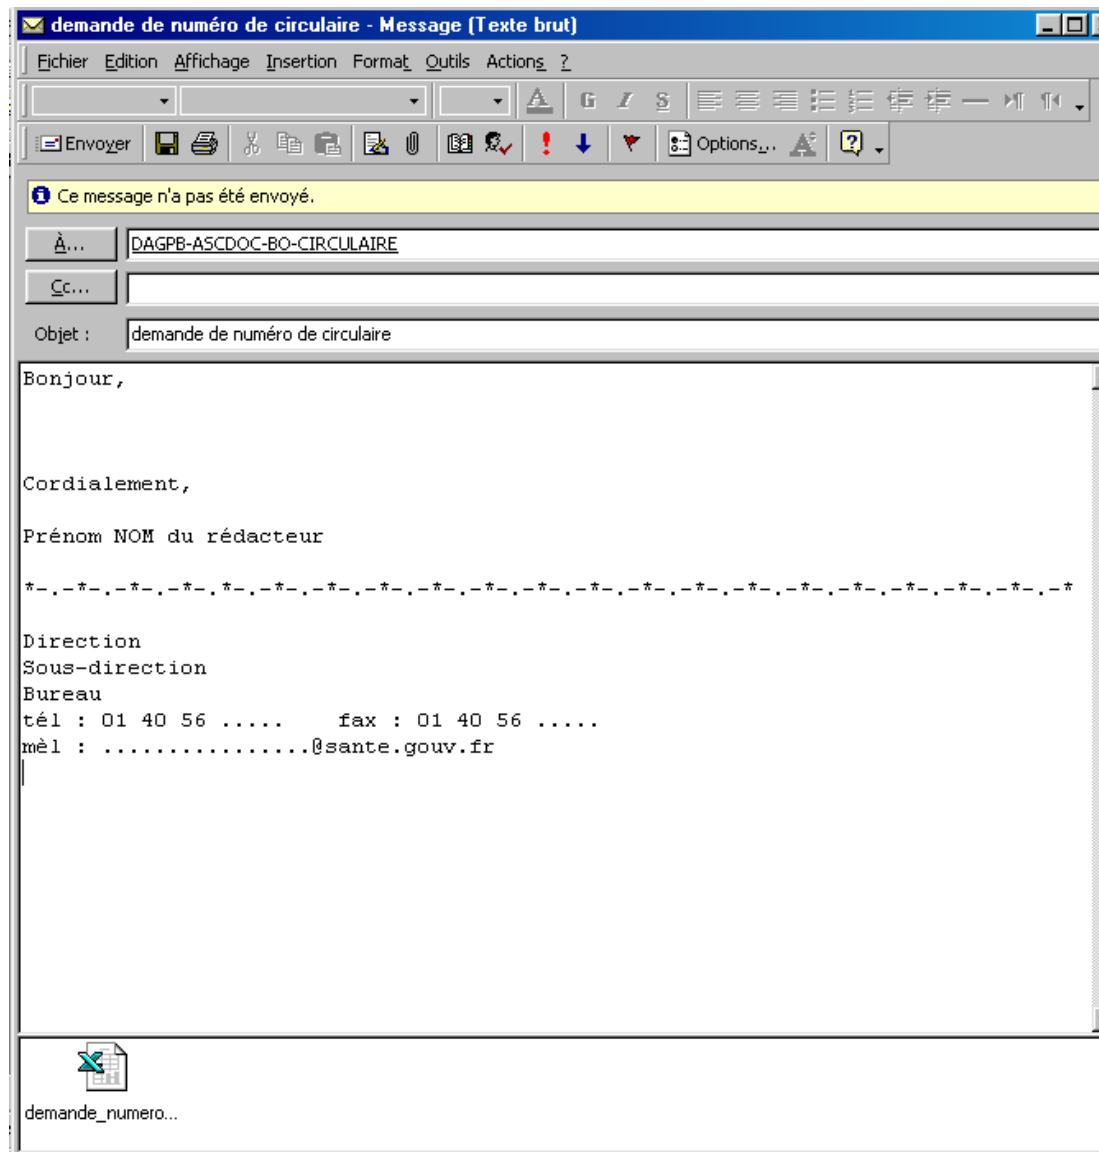 demande de numéro de circulaire - Message (Texte brut)
Fichier Edition Affichage Insertion Format Outils Actions ?
A G I S
Envoyer Options...
Ce message n'a pas été envoyé.
À... DAGPB-ASCDOC-BO-CIRCULAIRE
Cc...
Objet : demande de numéro de circulaire
Bonjour,
Cordialement,
Prénom NOM du rédacteur
*-.-*-.-*-.-*-.*-.-*-.-*-.-*-.-*-.-*-.-*-.-*-.-*-.-*-.-*-.-*-.-*-.-*-.-*-.-*-.-*
Direction
Sous-direction
Bureau
tél : 01 40 56 ..... fax : 01 40 56 .....
mèl : ................@sante.gouv.fr
demande_numero...